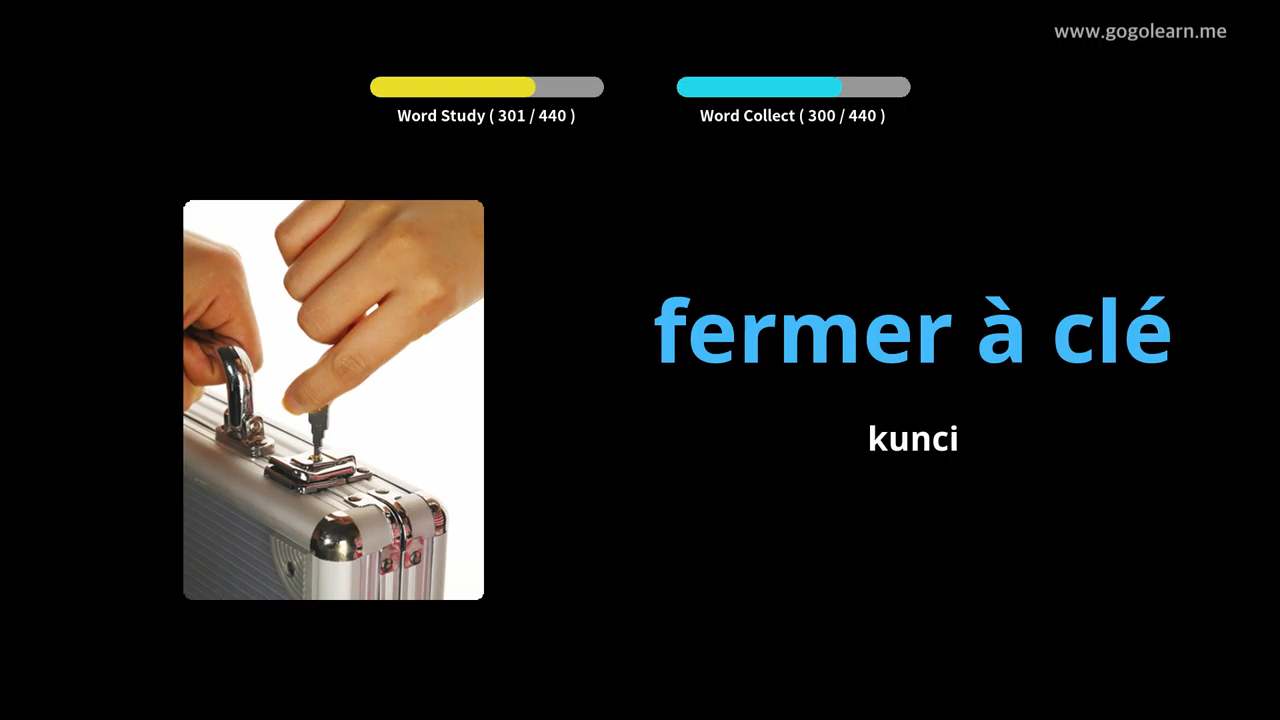 www.gogolearn.me
Word Study ( 301 / 440 )
Word Collect ( 300 / 440 )
fermer à clé
kunci